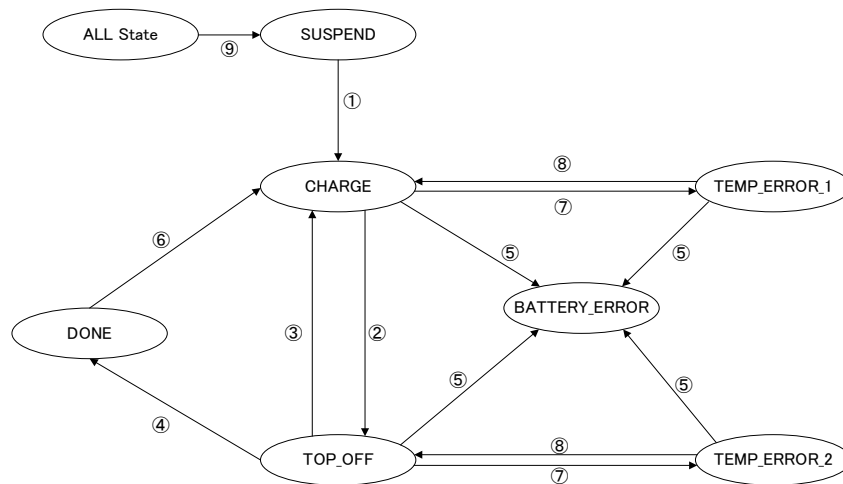 ALL State
SUSPEND
⑨
①
CHARGE
⑧
⑦
TEMP_ERROR_1
⑥
⑤
⑤
BATTERY_ERROR
DONE
③
②
⑤
⑤
④
TOP_OFF
⑧
⑦
TEMP_ERROR_2